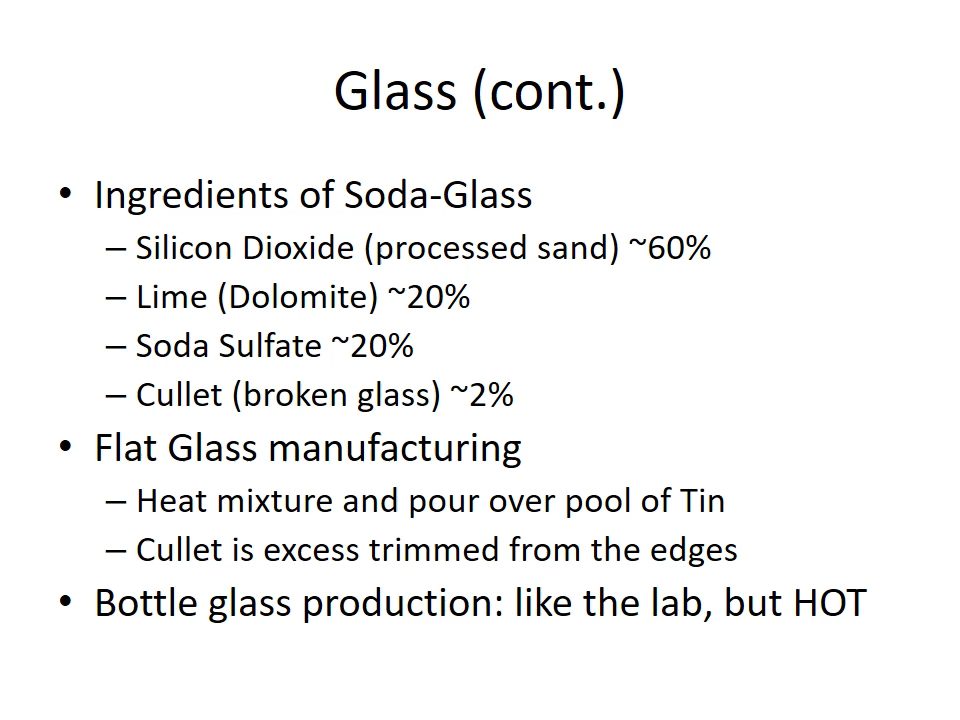 Glass (cont.)
• Ingredients of Soda-Glass
– Silicon Dioxide (processed sand) ~60%
– Lime (Dolomite) ~20%
– Soda Sulfate ~20%
– Cullet (broken glass) ~2%
• Flat Glass manufacturing
– Heat mixture and pour over pool of Tin
– Cullet is excess trimmed from the edges
• Bottle glass production: like the lab, but HOT